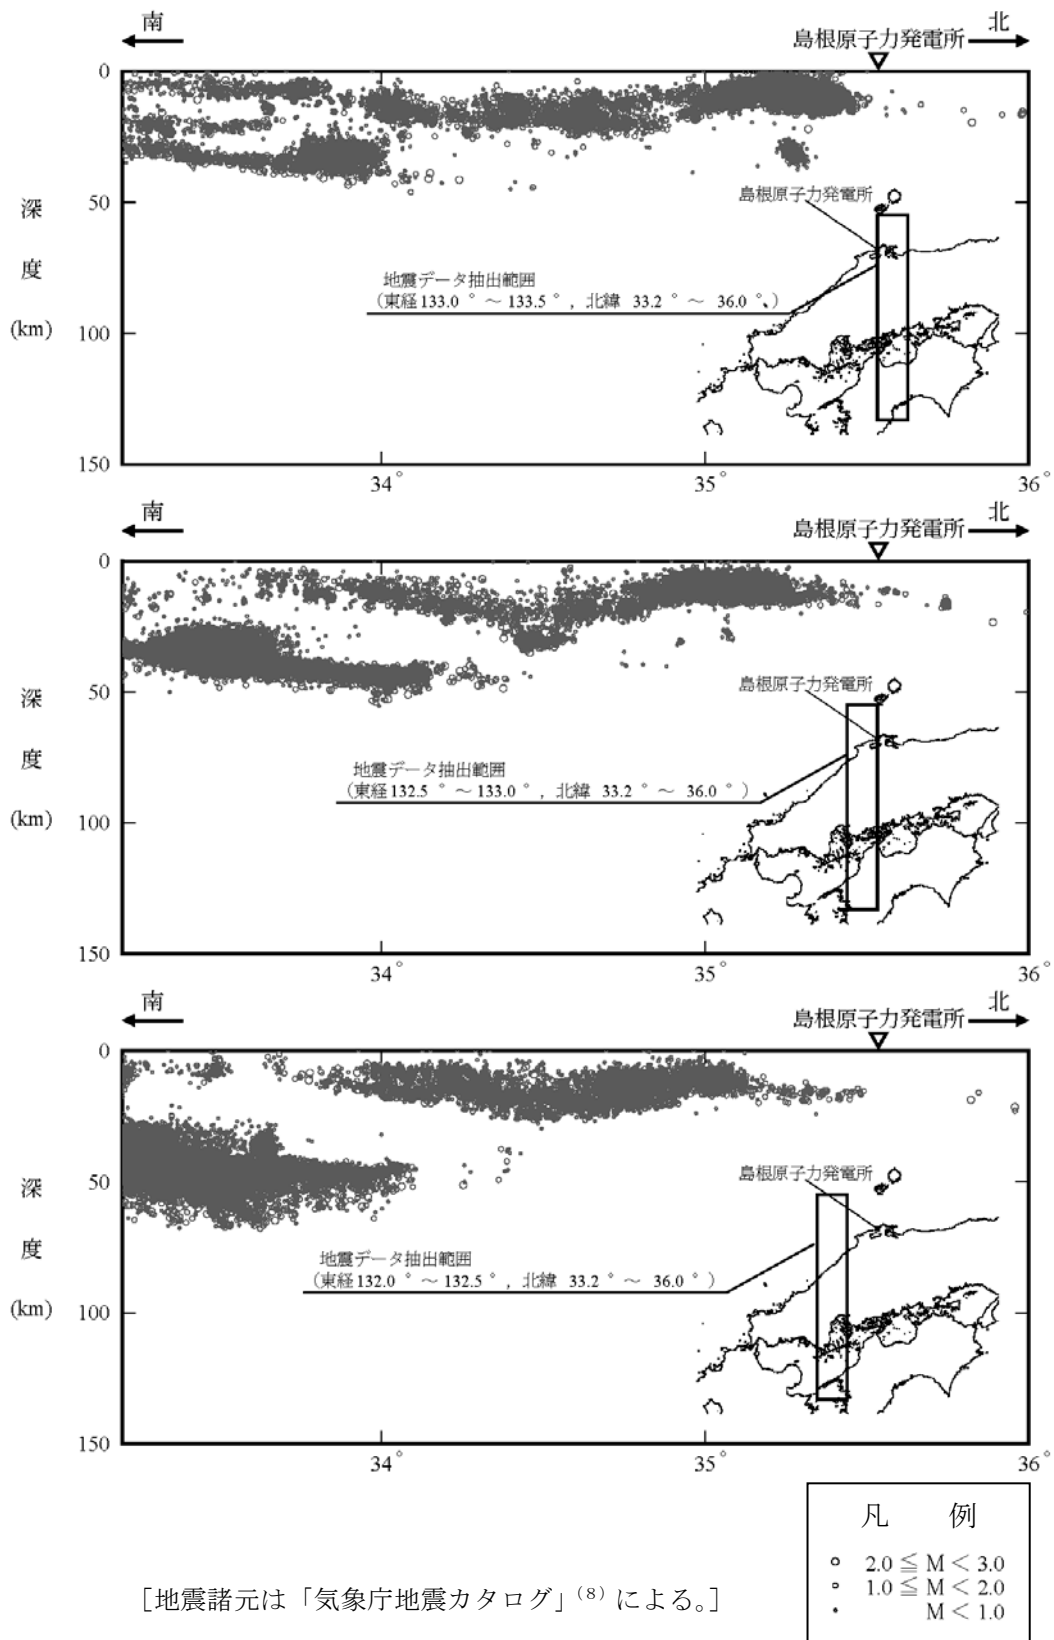 南
北
島根原子力発電所
0
50
100
150
深
度
(km)
島根原子力発電所
地震データ抽出範囲
(東経133.0 ° ～ 133.5 ° , 北緯 33.2 ° ～ 36.0 ° )
34°
35°
36°
南
北
島根原子力発電所
0
50
100
150
深
度
(km)
島根原子力発電所
地震データ抽出範囲
(東経132.5 ° ～ 133.0 ° , 北緯 33.2 ° ～ 36.0 ° )
34°
35°
36°
南
北
島根原子力発電所
0
50
100
150
深
度
(km)
島根原子力発電所
地震データ抽出範囲
(東経132.0 ° ～ 132.5 ° , 北緯 33.2 ° ～ 36.0 ° )
34°
35°
36°
凡 例
2.0 ≦ M < 3.0
1.0 ≦ M < 2.0
M < 1.0
[地震諸元は「気象庁地震カタログ」(8) による。]